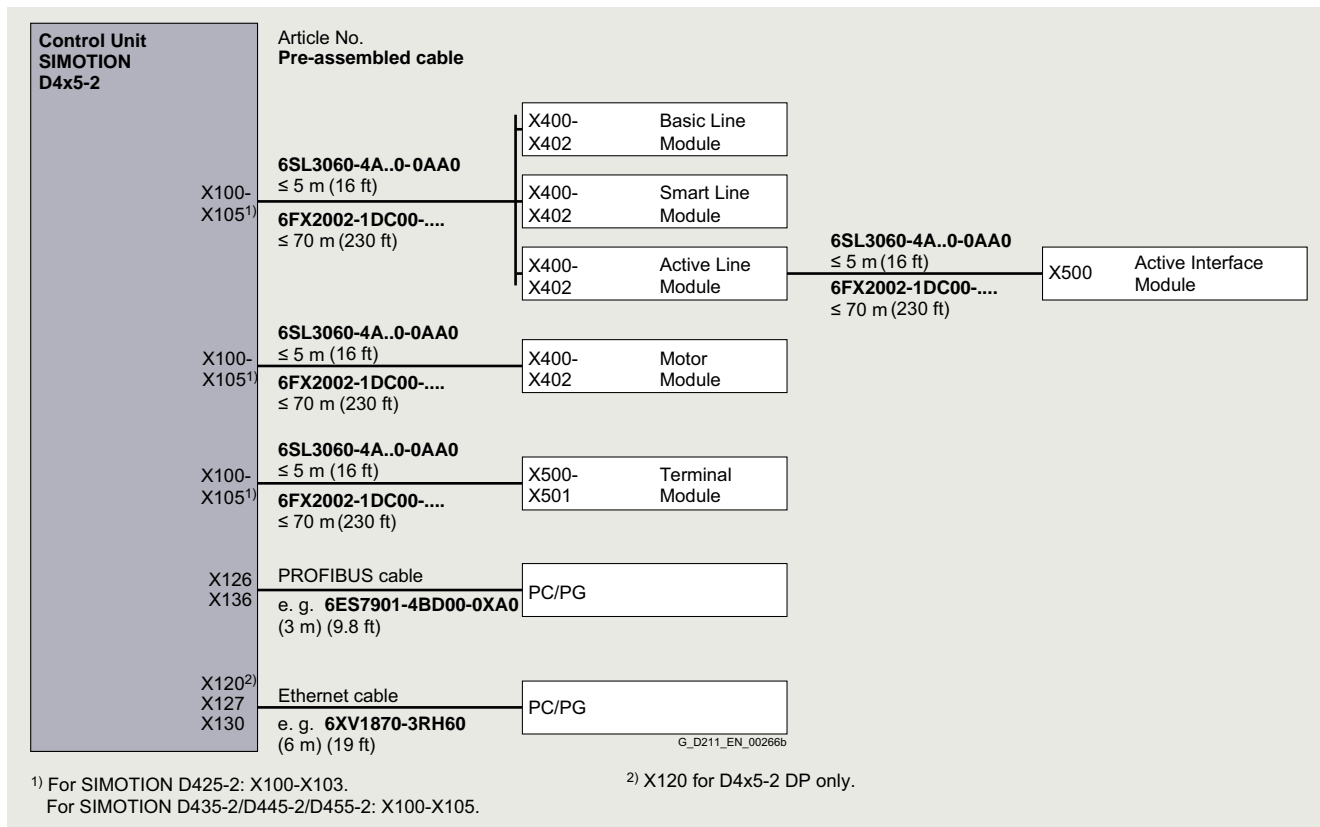 Control Unit
SIMOTION
D4x5-2
Article No.
Pre-assembled cable
X100-
X105¹⁾
6SL3060-4A..0-0AA0
≤ 5 m (16 ft)
6FX2002-1DC00-....
≤ 70 m (230 ft)
X400- Basic Line
X402 Module
X400- Smart Line
X402 Module
X400- Active Line
X402 Module
6SL3060-4A..0-0AA0
≤ 5 m (16 ft)
6FX2002-1DC00-....
≤ 70 m (230 ft)
X500 Active Interface
Module
X100-
X105¹⁾
6SL3060-4A..0-0AA0
≤ 5 m (16 ft)
6FX2002-1DC00-....
≤ 70 m (230 ft)
X400- Motor
X402 Module
X100-
X105¹⁾
6SL3060-4A..0-0AA0
≤ 5 m (16 ft)
6FX2002-1DC00-....
≤ 70 m (230 ft)
X500- Terminal
X501 Module
X126
X136
PROFIBUS cable
e. g. 6ES7901-4BD00-0XA0
(3 m) (9.8 ft)
PC/PG
X120²⁾
X127
X130
Ethernet cable
e. g. 6XV1870-3RH60
(6 m) (19 ft)
PC/PG
G_D211_EN_00266b
¹⁾ For SIMOTION D425-2: X100-X103.
For SIMOTION D435-2/D445-2/D455-2: X100-X105.
²⁾ X120 for D4x5-2 DP only.